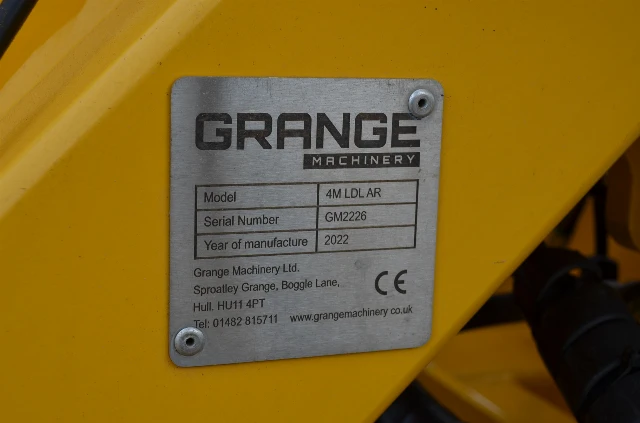 GRANGE
MACHINERY
Model 4M LDL AR
Serial Number GM2226
Year of manufacture 2022
Grange Machinery Ltd.
Sproatley Grange, Boggle Lane,
Hull. HU11 4PT
Tel: 01482 815711 www.grangemachinery.co.uk
CE